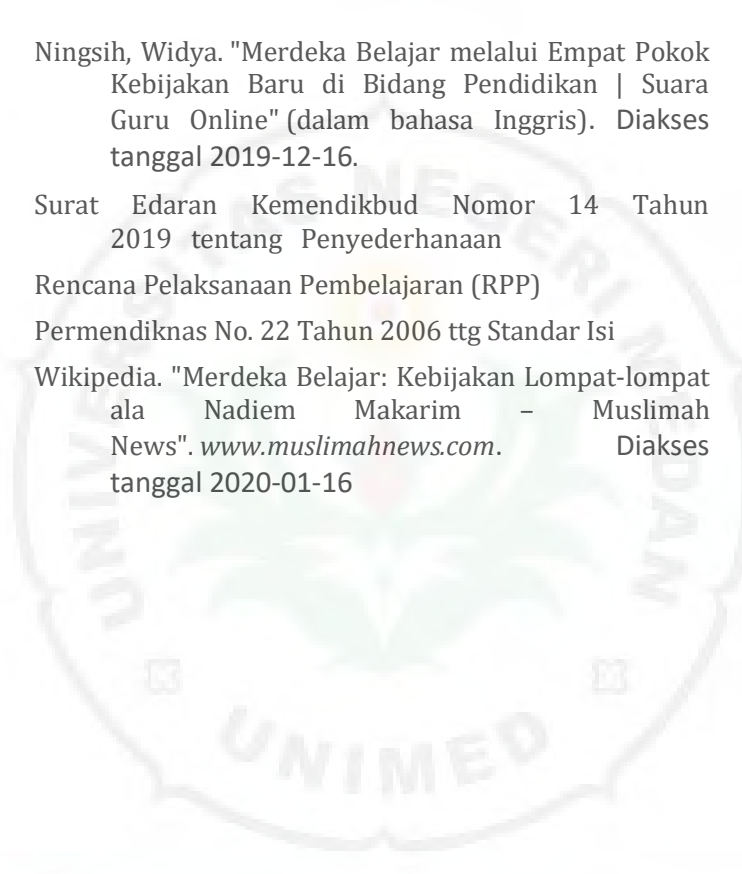 Ningsih, Widya. "Merdeka Belajar melalui Empat Pokok
Kebijakan Baru di Bidang Pendidikan | Suara
Guru Online" (dalam bahasa Inggris). Diakses
tanggal 2019-12-16.
Surat Edaran Kemendikbud Nomor 14 Tahun
2019 tentang Penyederhanaan
Rencana Pelaksanaan Pembelajaran (RPP)
Permendiknas No. 22 Tahun 2006 ttg Standar Isi
Wikipedia. "Merdeka Belajar: Kebijakan Lompat-lompat
ala Nadiem Makarim – Muslimah
News". www.muslimahnews.com. Diakses
tanggal 2020-01-16
UNIVERSITAS NEGERI MEDAN
UNIMED